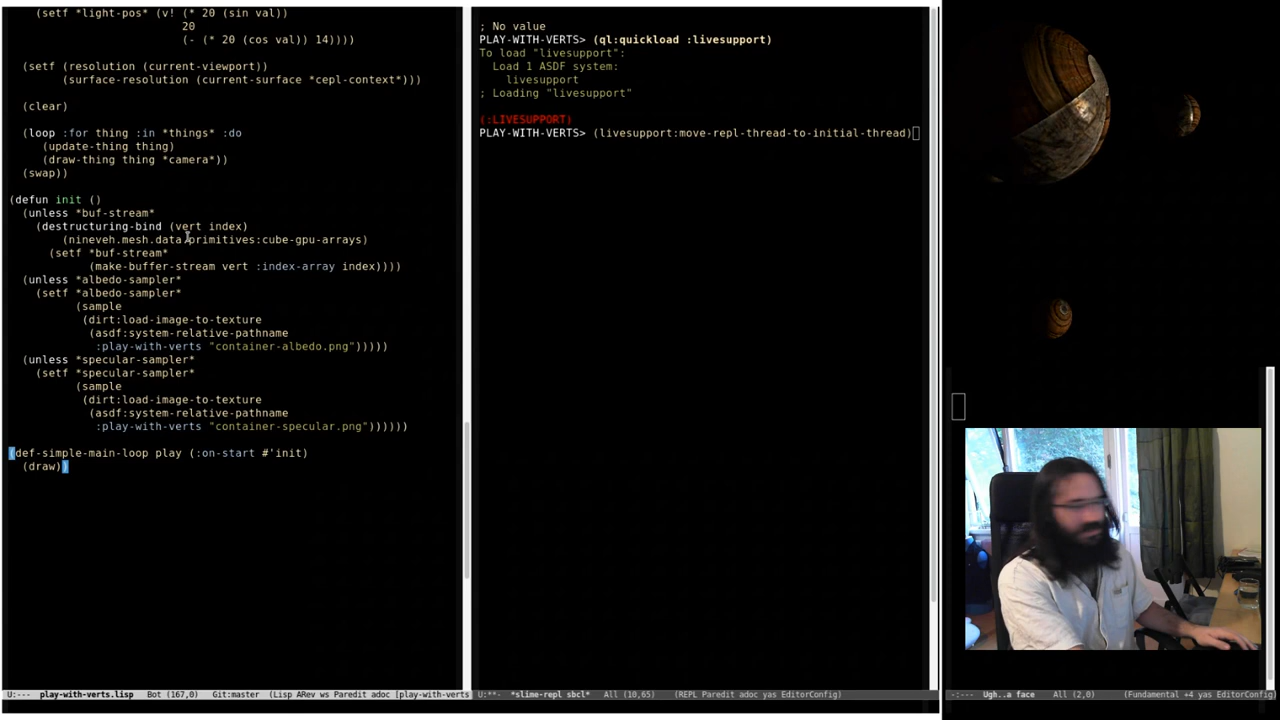 (setf *light-pos* (v! (* 20 (sin val))
20
(- (* 20 (cos val)) 14))))
(setf (resolution (current-viewport))
(surface-resolution (current-surface *cepl-context*)))
(clear)
(loop :for thing :in *things* :do
(update-thing thing)
(draw-thing thing *camera*))
(swap))
(defun init ()
(unless *buf-stream*
(destructuring-bind (vert index)
(nineveh.mesh.data.primitives:cube-gpu-arrays)
(setf *buf-stream*
(make-buffer-stream vert :index-array index))))
(unless *albedo-sampler*
(setf *albedo-sampler*
(sample
(dirt:load-image-to-texture
(asdf:system-relative-pathname
:play-with-verts "container-albedo.png")))))
(unless *specular-sampler*
(setf *specular-sampler*
(sample
(dirt:load-image-to-texture
(asdf:system-relative-pathname
:play-with-verts "container-specular.png"))))))
(def-simple-main-loop play (:on-start #'init)
(draw))
U:--- play-with-verts.lisp Bot (167,0) Git:master (Lisp ARev ws Paredit adoc [play-with-verts
; No value
PLAY-WITH-VERTS> (ql:quickload :livesupport)
To load "livesupport":
Load 1 ASDF system:
livesupport
; Loading "livesupport"
(:LIVESUPPORT)
PLAY-WITH-VERTS> (livesupport:move-repl-thread-to-initial-thread)
U:**- *slime-repl sbcl* All (10,65) (REPL Paredit adoc yas EditorConfig)
-:--- Ugh..a face All (2,0) (Fundamental +4 yas EditorConfig)